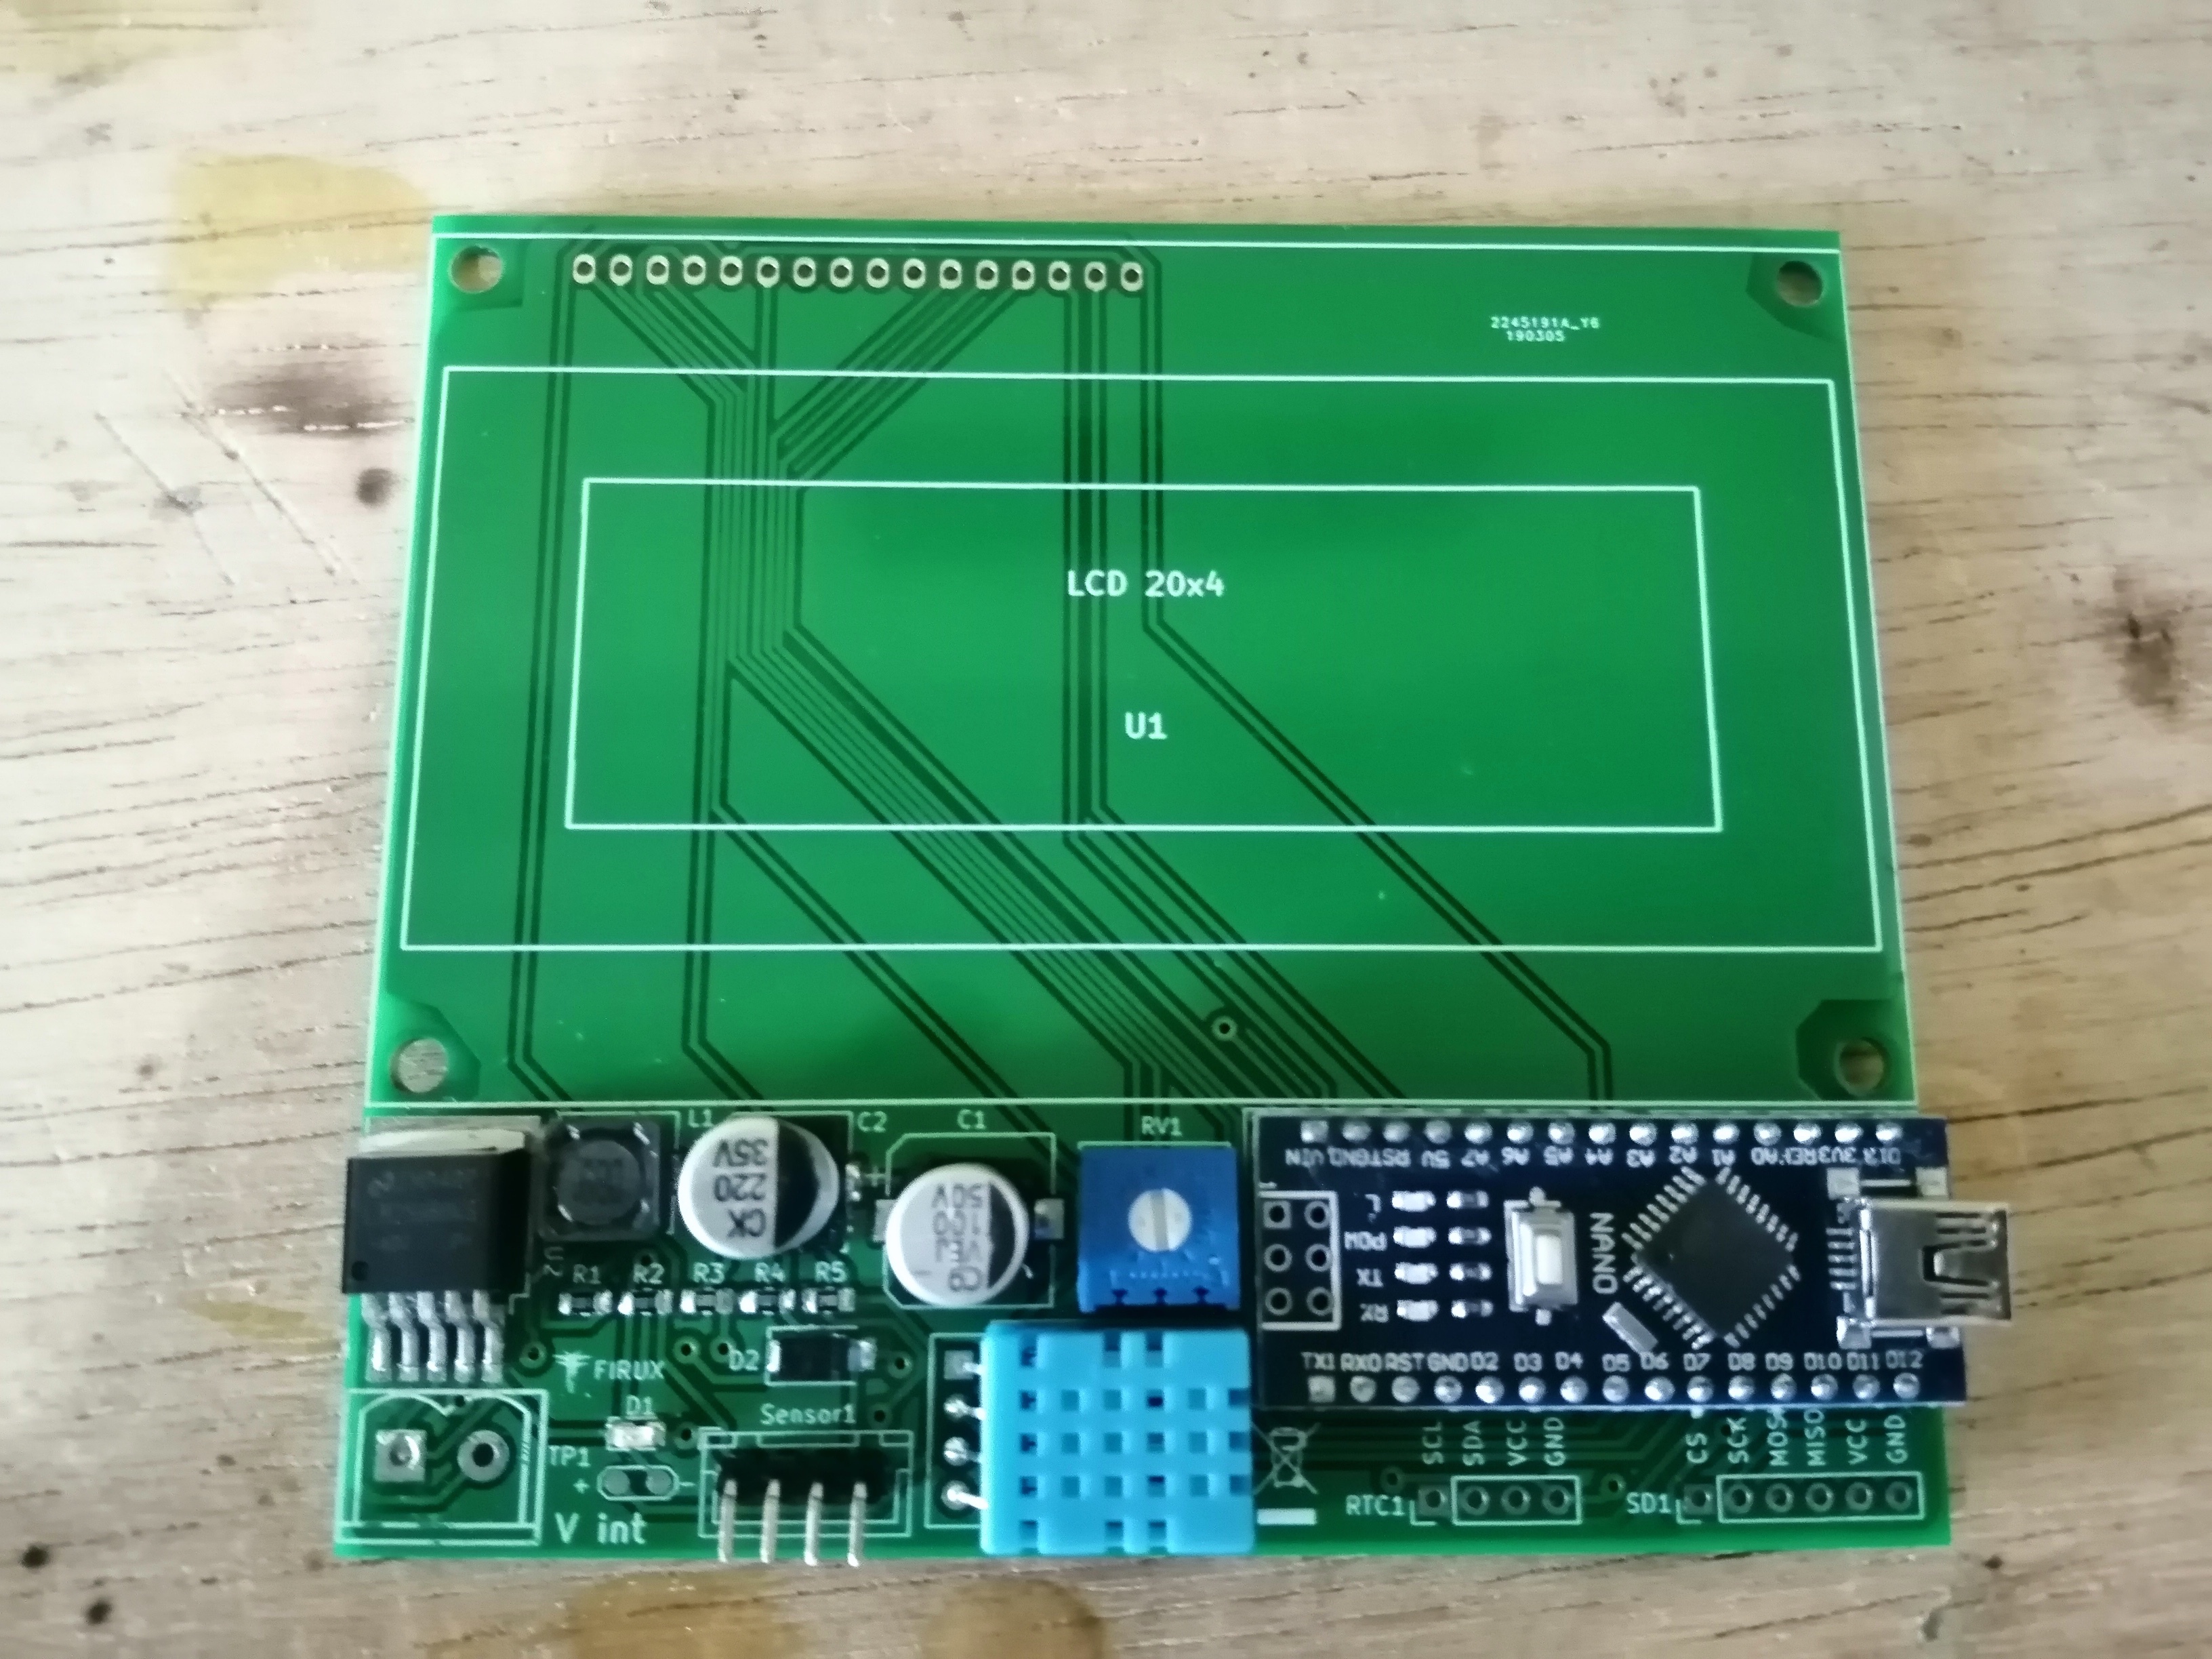 2245191A_Y6
190305
LCD 20x4
U1
L1
C2
C1
RV1
CK
220
35V
50V
U2
R1 R2 R3 R4 R5
VIN GND RST 5V A7 A6 A5 A4 A3 A2 A1 A0 REF 3V3 D13
1
L
POW
TX
RX
NANO
TX1 RX0 RST GND D2 D3 D4 D5 D6 D7 D8 D9 D10 D11 D12
FIRUX
D2
D1
Sensor1
TP1
+ -
V int
SCL SDA VCC GND
RTC1
CS SCK MOSI MISO VCC GND
SD1